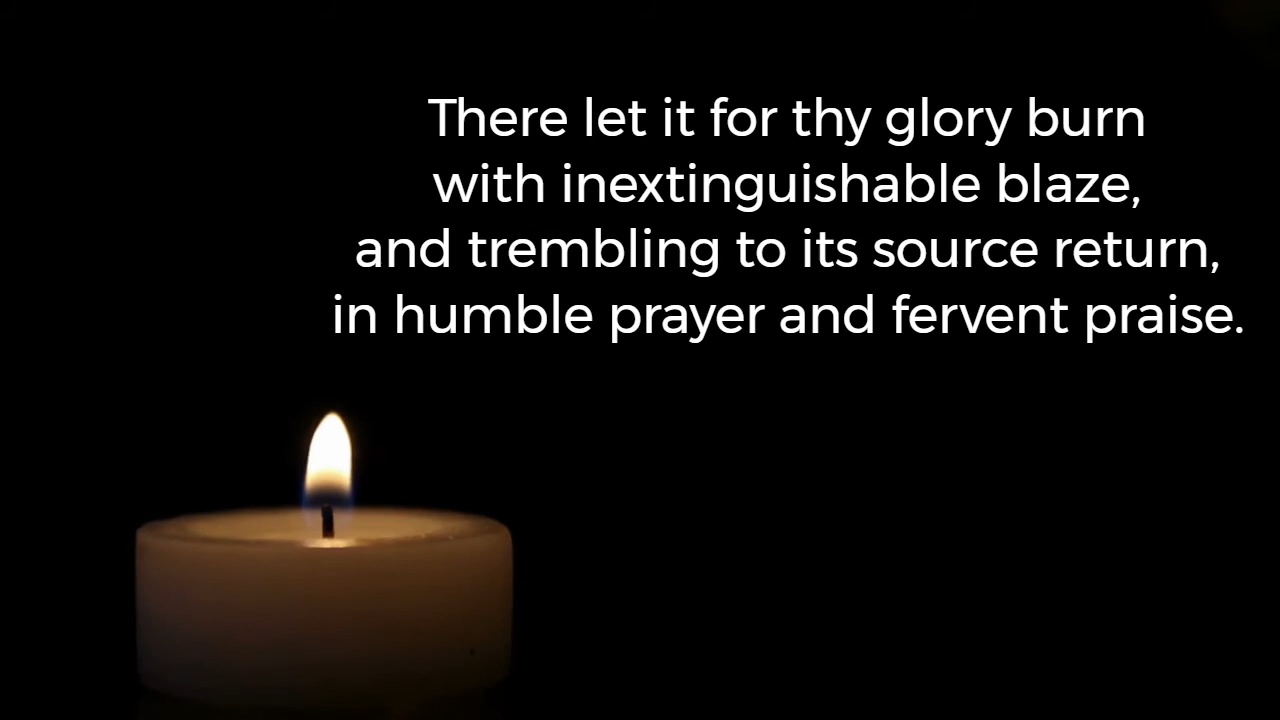 There let it for thy glory burn
with inextinguishable blaze,
and trembling to its source return,
in humble prayer and fervent praise.